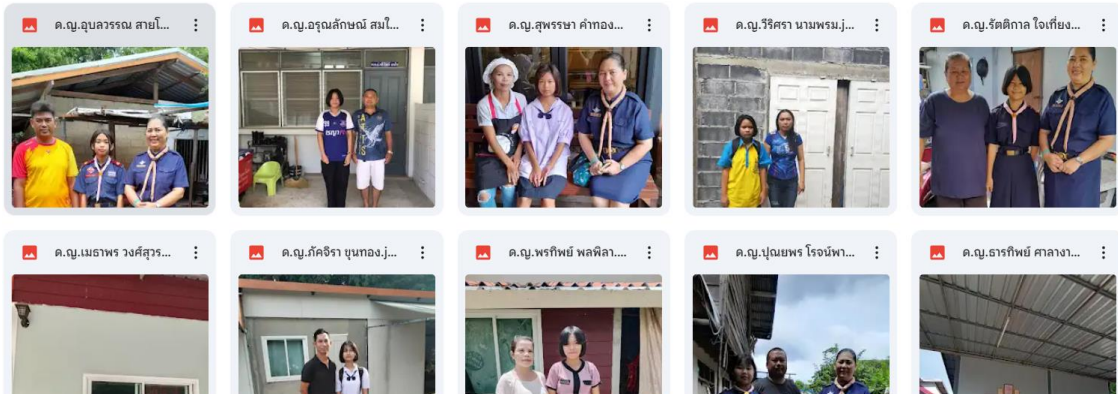 ด.ญ.อุบลวรรณ สายโ...
ด.ญ.อรุณลักษณ์ สมใ...
ด.ญ.สุพรรษา คำทอง...
ด.ญ.วีริศรา นามพรม.j...
ด.ญ.รัตติกาล ใจเที่ยง...
ด.ญ.เมธาพร วงศ์สุวร...
ด.ญ.ภัคจิรา ขุนทอง.j...
ด.ญ.พรทิพย์ พลพิลา....
ด.ญ.ปุณยพร โรจน์พา...
ด.ญ.ธารทิพย์ ศาลางา...